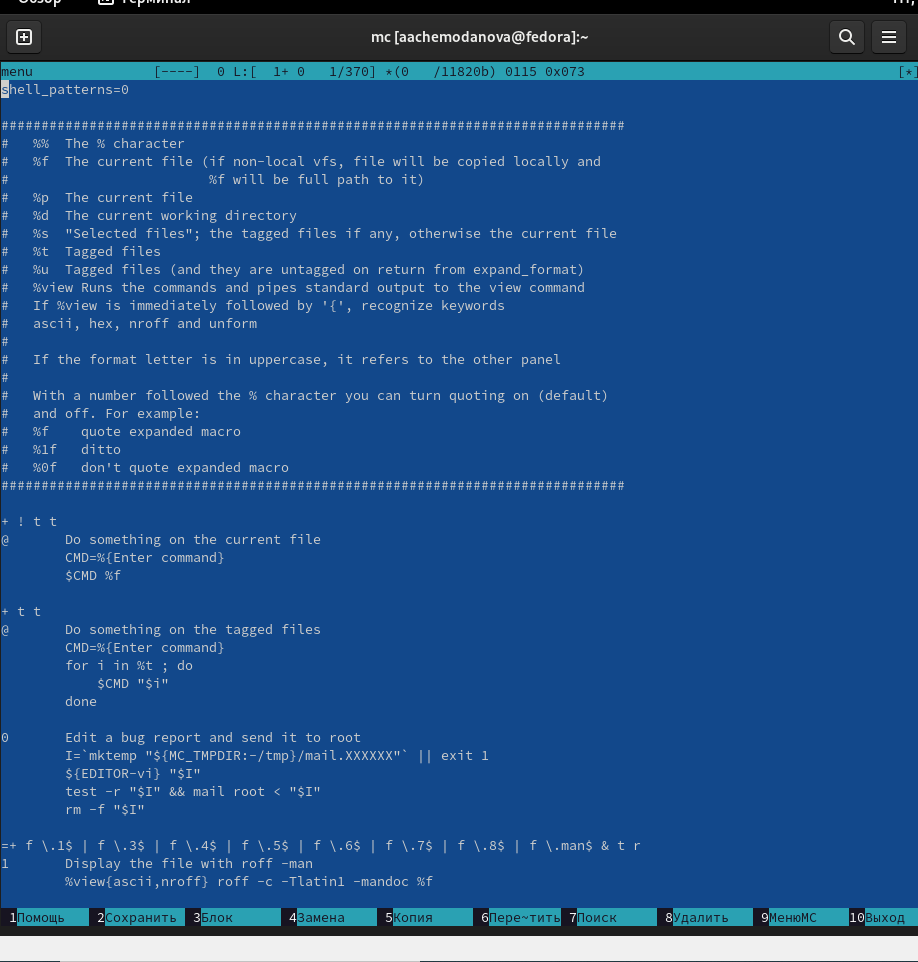 Обзор Терминал
mc [aachemodanova@fedora]:~
menu [----] 0 L:[ 1+ 0 1/370] *(0 /11820b) 0115 0x073 [*]
shell_patterns=0
##############################################################################
# %% The % character
# %f The current file (if non-local vfs, file will be copied locally and
# %f will be full path to it)
# %p The current file
# %d The current working directory
# %s "Selected files"; the tagged files if any, otherwise the current file
# %t Tagged files
# %u Tagged files (and they are untagged on return from expand_format)
# %view Runs the commands and pipes standard output to the view command
# If %view is immediately followed by '{', recognize keywords
# ascii, hex, nroff and unform
#
# If the format letter is in uppercase, it refers to the other panel
#
# With a number followed the % character you can turn quoting on (default)
# and off. For example:
# %f quote expanded macro
# %1f ditto
# %0f don't quote expanded macro
##############################################################################
+ ! t t
@ Do something on the current file
CMD=%{Enter command}
$CMD %f
+ t t
@ Do something on the tagged files
CMD=%{Enter command}
for i in %t ; do
$CMD "$i"
done
0 Edit a bug report and send it to root
I=`mktemp "${MC_TMPDIR:-/tmp}/mail.XXXXXX"` || exit 1
${EDITOR-vi} "$I"
test -r "$I" && mail root < "$I"
rm -f "$I"
=+ f \.1$ | f \.3$ | f \.4$ | f \.5$ | f \.6$ | f \.7$ | f \.8$ | f \.man$ & t r
1 Display the file with roff -man
%view{ascii,nroff} roff -c -Tlatin1 -mandoc %f
1Помощь 2Сохранить 3Блок 4Замена 5Копия 6Пере~тить 7Поиск 8Удалить 9МенюMC 10Выход